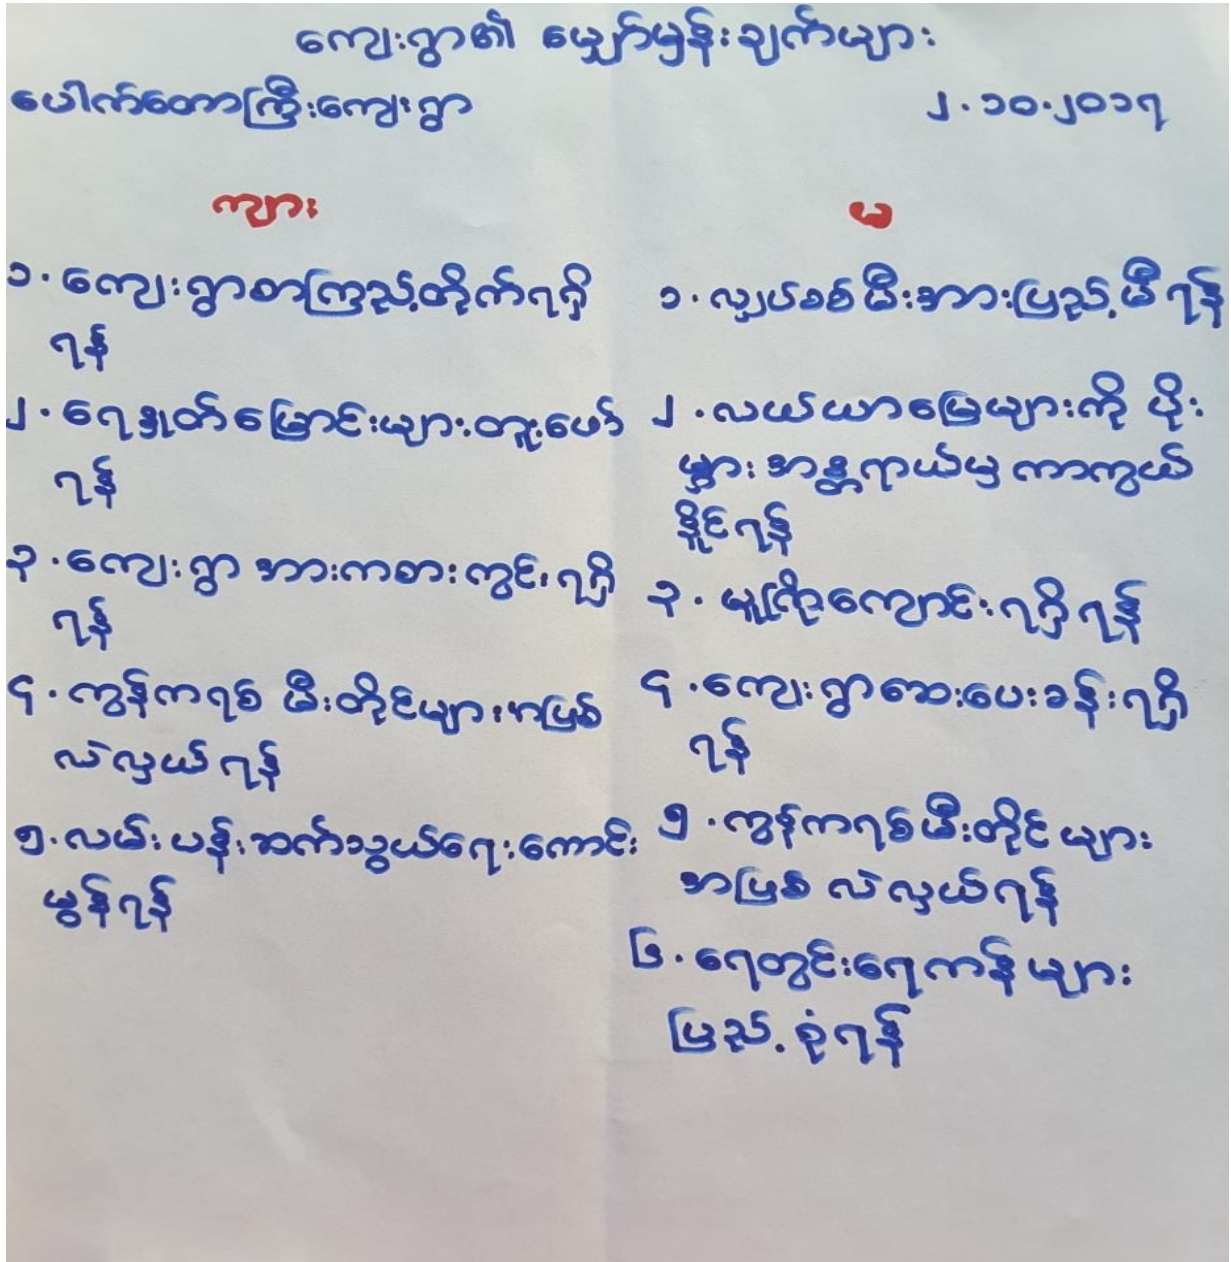 ကျေးရွာ၏ မျှော်မှန်းချက်များ
ပေါက်တောကြီးကျေးရွာ
၂.၁၀.၂၀၁၇
ကျား
၁.ကျေးရွာစာကြည့်တိုက်ရရှိ
ရန်
၂.ရေနှုတ်မြောင်းများတူးဖော်
ရန်
၃.ကျေးရွာ အားကစားကွင်းရရှိ
ရန်
၄.ကွန်ကရစ် မီးတိုင်များအဖြစ်
လဲလှယ်ရန်
၅.လမ်းပန်းဆက်သွယ်ရေးကောင်း
မွန်ရန်
မ
၁.လျှပ်စစ်မီးအားပြည့်မီရန်
၂.လယ်ယာမြေများကို ပိုး
မွှား အန္တရာယ်မှ ကာကွယ်
နိုင်ရန်
၃.မူကြိုကျောင်းရရှိရန်
၄.ကျေးရွာဆေးပေးခန်းရရှိ
ရန်
၅.ကွန်ကရစ်မီးတိုင်များ
အဖြစ် လဲလှယ်ရန်
၆.ရေတွင်းရေကန်များ
ပြည့်စုံရန်